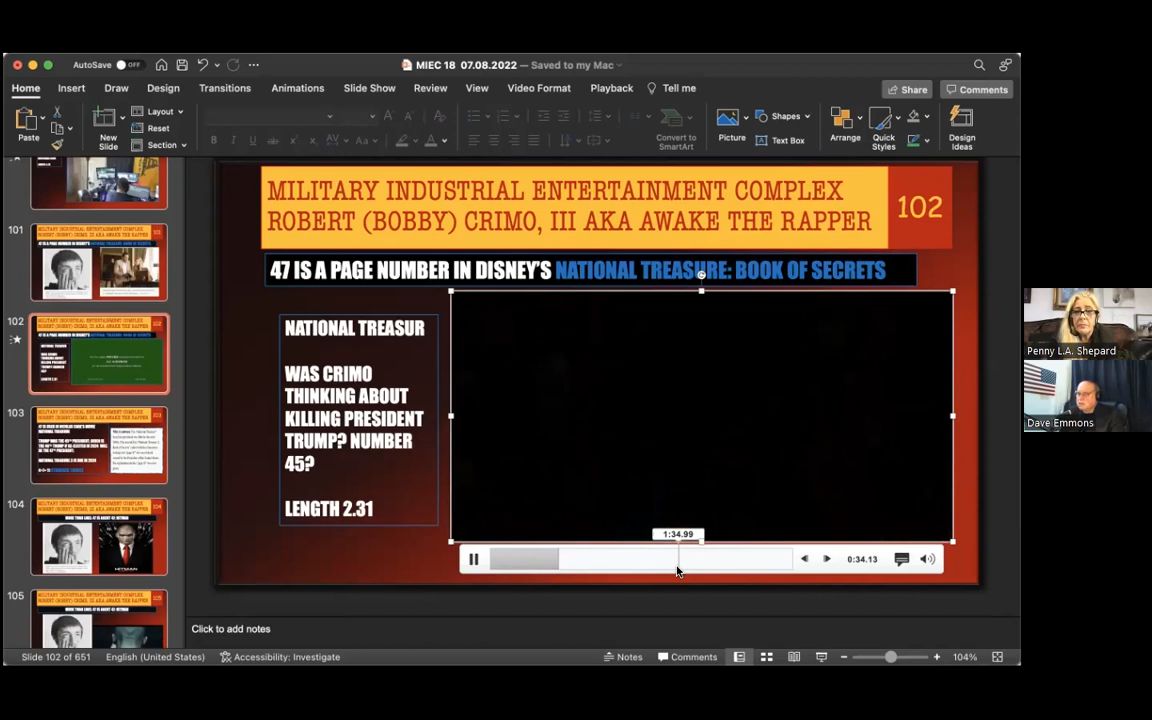 AutoSave OFF
MIEC 18 07.08.2022 — Saved to my Mac
Home Insert Draw Design Transitions Animations Slide Show Review View Video Format Playback Tell me
Share Comments
Paste
New Slide
Layout
Reset
Section
Convert to SmartArt
Picture
Shapes
Text Box
Arrange
Quick Styles
Design Ideas
101
102
103
104
105
MILITARY INDUSTRIAL ENTERTAINMENT COMPLEX
ROBERT (BOBBY) CRIMO, III AKA AWAKE THE RAPPER
102
47 IS A PAGE NUMBER IN DISNEY'S NATIONAL TREASURE: BOOK OF SECRETS
NATIONAL TREASUR
WAS CRIMO
THINKING ABOUT
KILLING PRESIDENT
TRUMP? NUMBER
45?
LENGTH 2.31
1:34.99
0:34.13
Click to add notes
Slide 102 of 651 English (United States) Accessibility: Investigate Notes Comments 104%
Penny L.A. Shepard
Dave Emmons